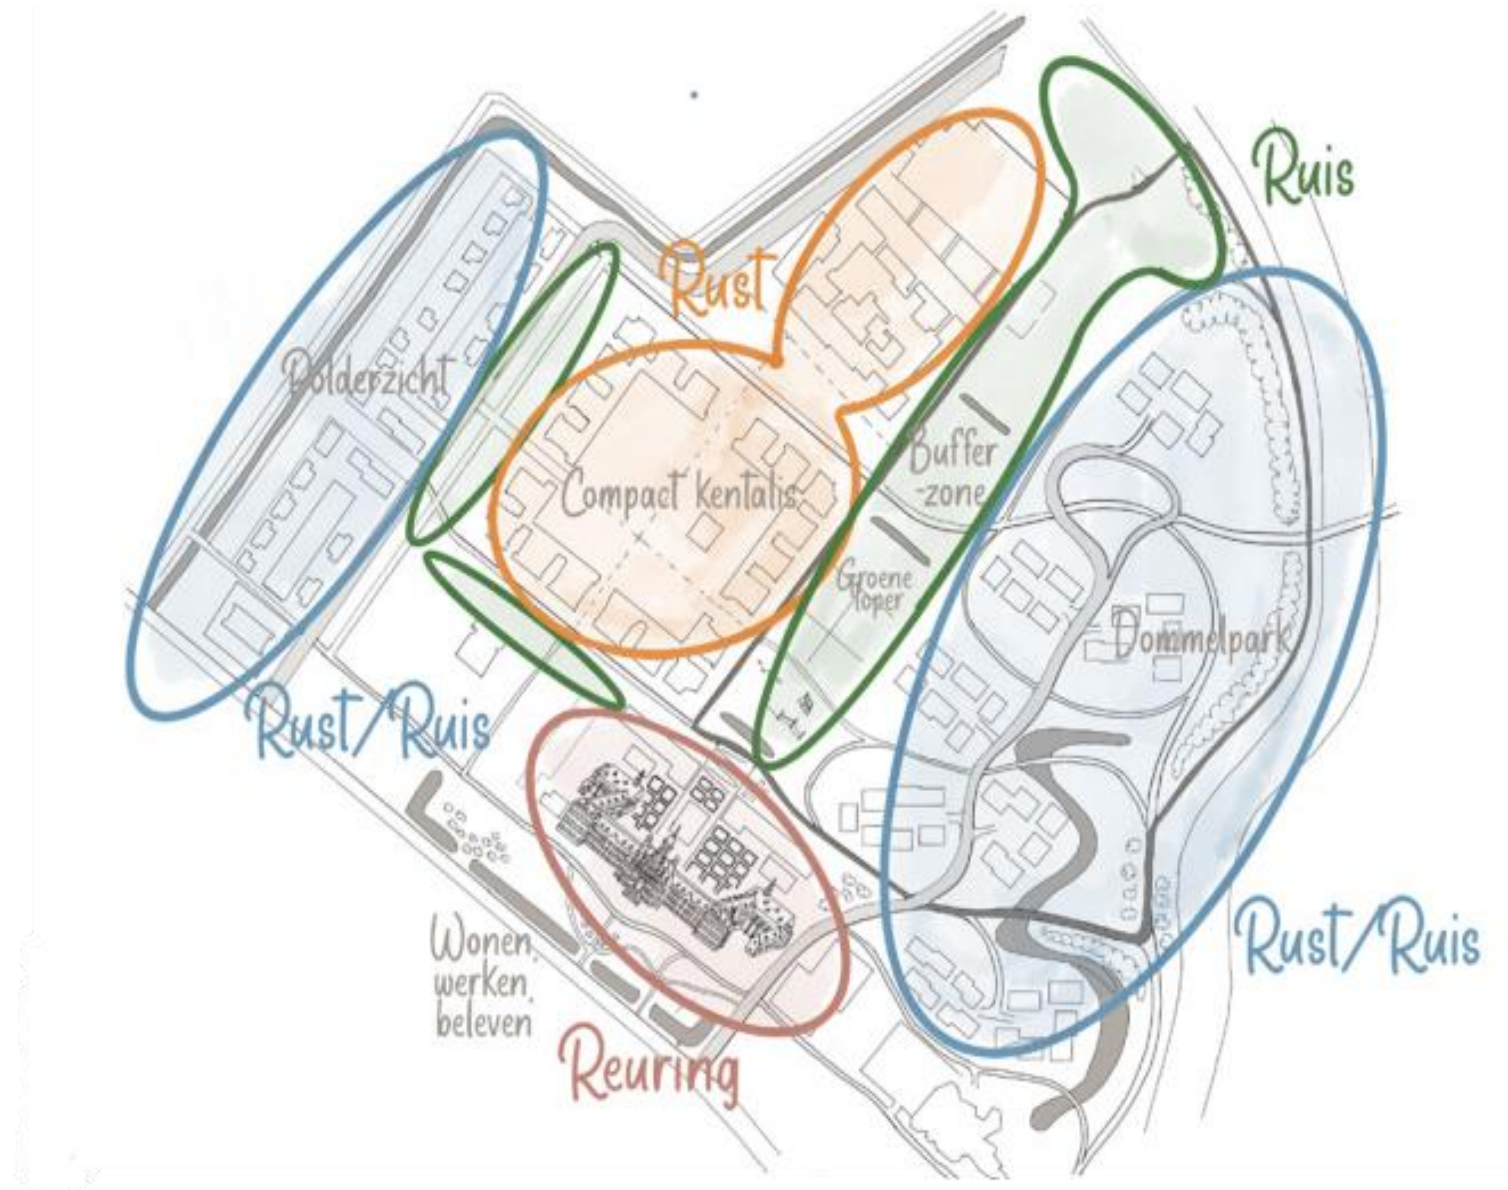 Ruis
Rust
Polderzicht
Buffer
-zone
Compact Kentalis
Groene
loper
Dommelpark
Rust/Ruis
Rust/Ruis
Wonen,
werken,
beleven
Reuring